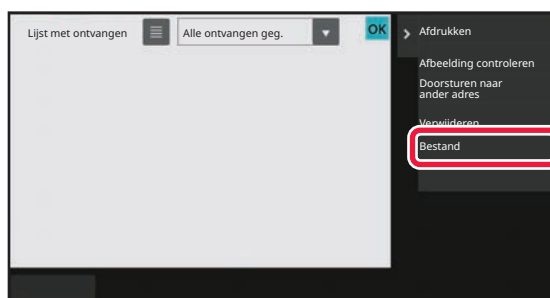 Lijst met ontvangen
Alle ontvangen geg.
OK
Afdrukken
Afbeelding controleren
Doorsturen naar
ander adres
Verwijderen
Bestand